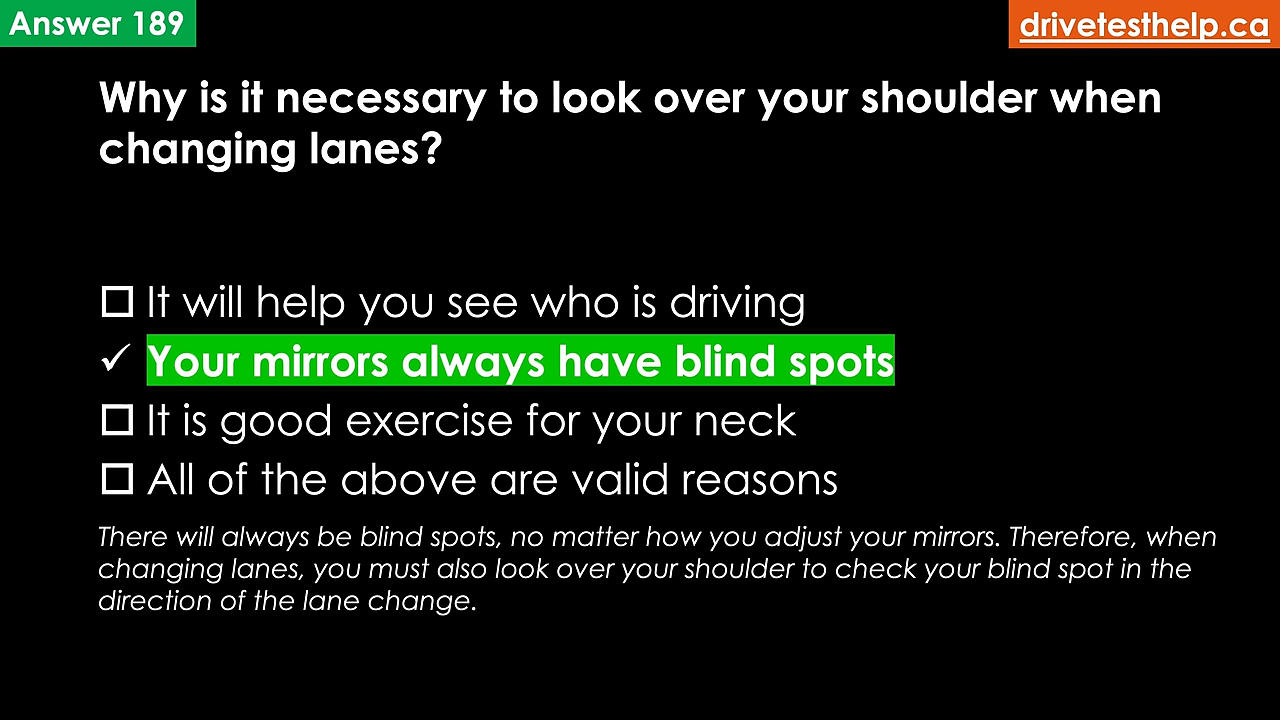 Answer 189
drivetesthelp.ca
Why is it necessary to look over your shoulder when
changing lanes?
It will help you see who is driving
Your mirrors always have blind spots
It is good exercise for your neck
All of the above are valid reasons
There will always be blind spots, no matter how you adjust your mirrors. Therefore, when
changing lanes, you must also look over your shoulder to check your blind spot in the
direction of the lane change.